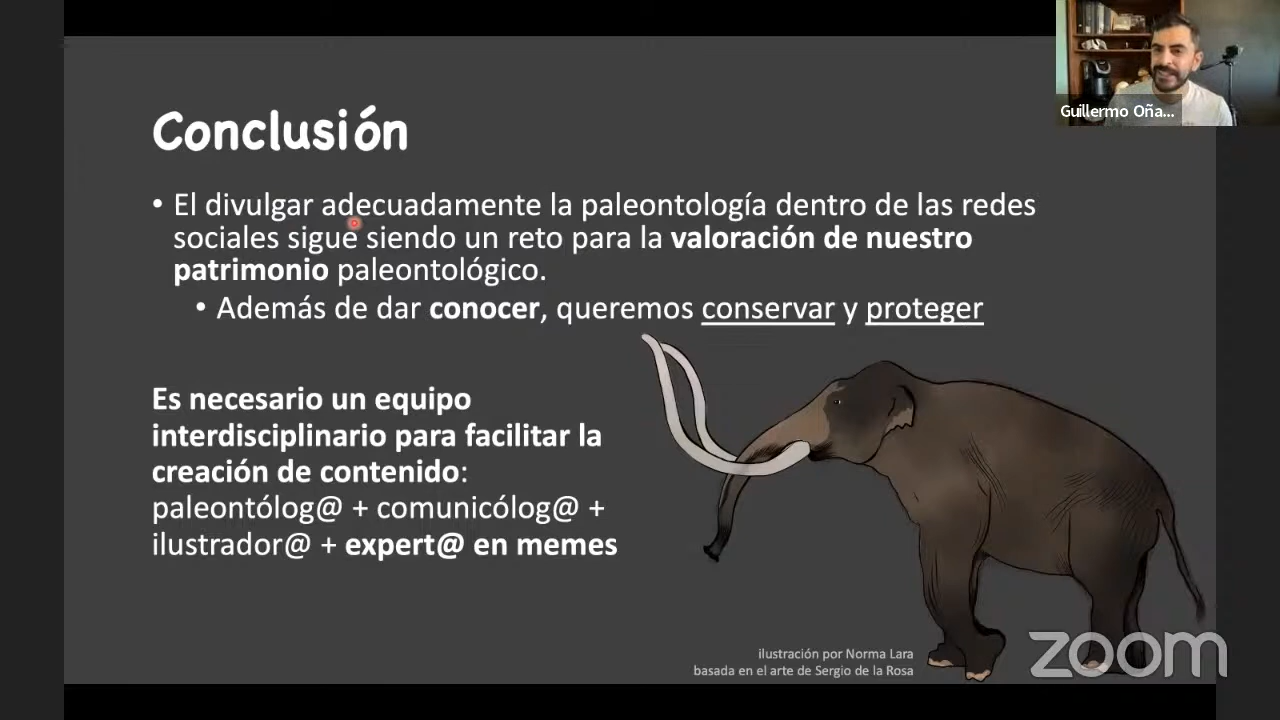 Conclusión
• El divulgar adecuadamente la paleontología dentro de las redes
sociales sigue siendo un reto para la valoración de nuestro
patrimonio paleontológico.
• Además de dar conocer, queremos conservar y proteger
Es necesario un equipo
interdisciplinario para facilitar la
creación de contenido:
paleontólog@ + comunicólog@ +
ilustrador@ + expert@ en memes
ilustración por Norma Lara
basada en el arte de Sergio de la Rosa
Guillermo Oña...
zoom